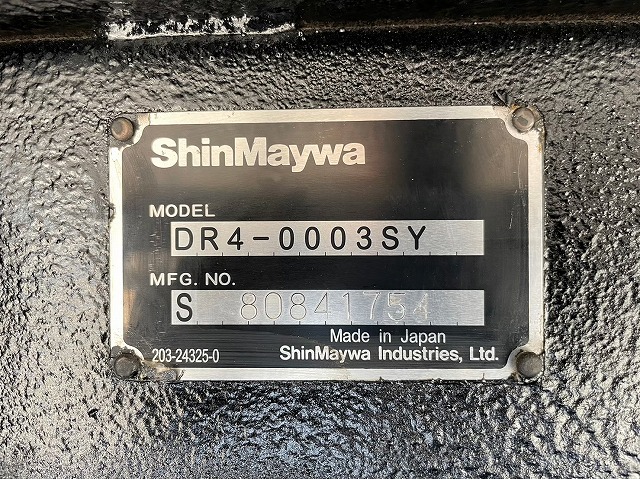 ShinMaywa
MODEL
DR4-0003SY
MFG. NO.
S 80841754
Made in Japan
203-24325-0 ShinMaywa Industries, Ltd.